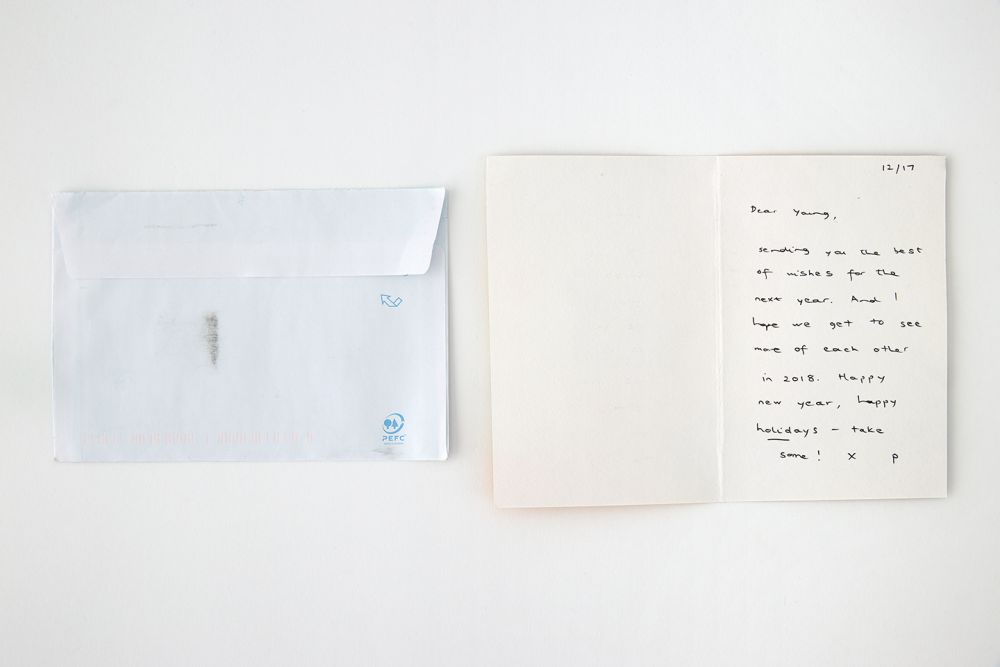 PEFC
12/17
Dear Young,
sending you the best
of wishes for the
next year. And I
hope we get to see
more of each other
in 2018. Happy
new year, happy
holidays – take
some! x p